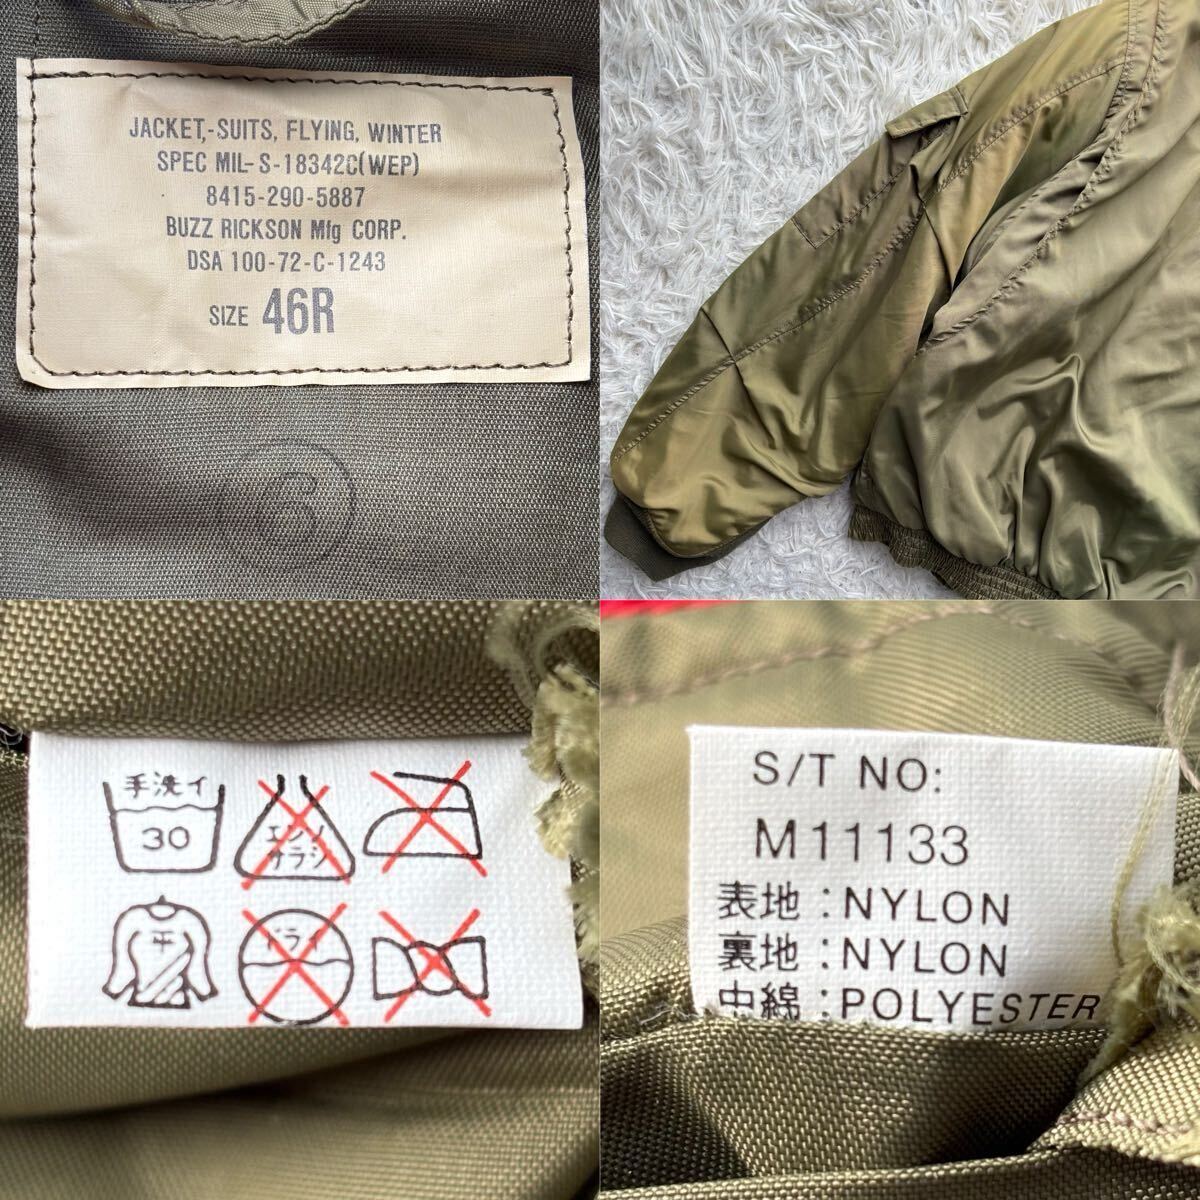 JACKET,-SUITS, FLYING, WINTER
SPEC MIL-S-18342C(WEP)
8415-290-5887
BUZZ RICKSON Mfg CORP.
DSA 100-72-C-1243
SIZE 46R
手洗イ
30
エンソ
サラシ
平
ドライ
S/T NO:
M11133
表地:NYLON
裏地:NYLON
中綿:POLYESTER